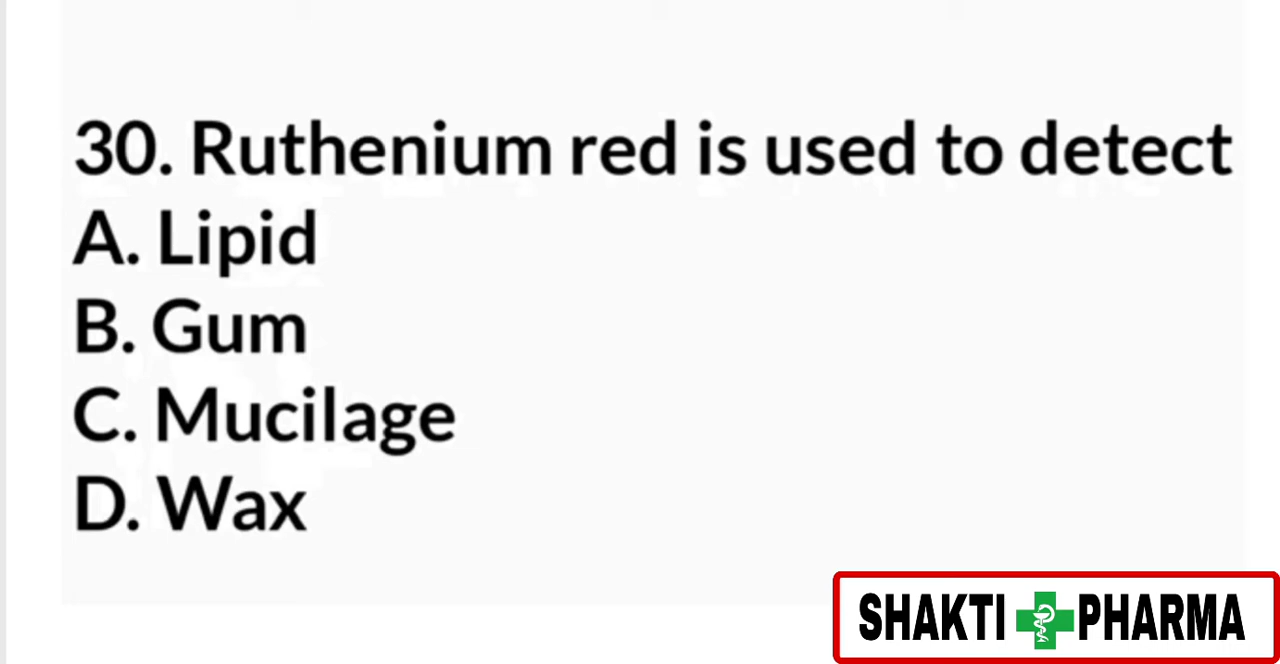 30. Ruthenium red is used to detect
A. Lipid
B. Gum
C. Mucilage
D. Wax
SHAKTI PHARMA